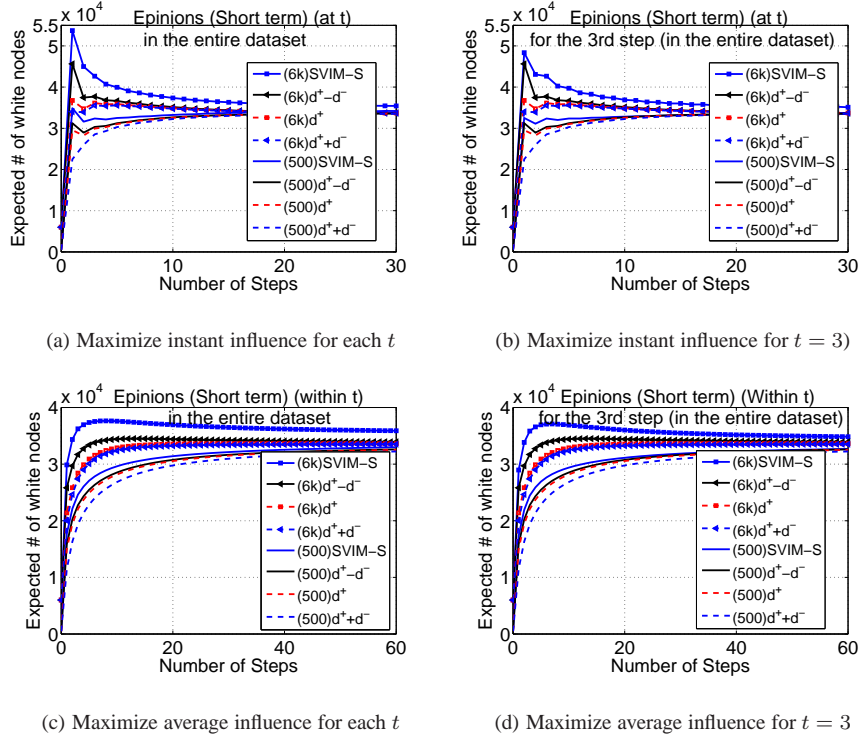 x 10⁴
Epinions (Short term) (at t)
in the entire dataset
Expected # of white nodes
5.5
5
4
3
2
1
0
0
10
20
30
Number of Steps
(6k)SVIM−S
(6k)d⁺−d⁻
(6k)d⁺
(6k)d⁺+d⁻
(500)SVIM−S
(500)d⁺−d⁻
(500)d⁺
(500)d⁺+d⁻
(a) Maximize instant influence for each t
x 10⁴
Epinions (Short term) (at t)
for the 3rd step (in the entire dataset)
Expected # of white nodes
5.5
5
4
3
2
1
0
0
10
20
30
Number of Steps
(6k)SVIM−S
(6k)d⁺−d⁻
(6k)d⁺
(6k)d⁺+d⁻
(500)SVIM−S
(500)d⁺−d⁻
(500)d⁺
(500)d⁺+d⁻
(b) Maximize instant influence for t = 3)
x 10⁴
Epinions (Short term) (within t)
in the entire dataset
Expected # of white nodes
4
3
2
1
0
0
20
40
60
Number of Steps
(6k)SVIM−S
(6k)d⁺−d⁻
(6k)d⁺
(6k)d⁺+d⁻
(500)SVIM−S
(500)d⁺−d⁻
(500)d⁺
(500)d⁺+d⁻
(c) Maximize average influence for each t
x 10⁴
Epinions (Short term) (Within t)
for the 3rd step (in the entire dataset)
Expected # of white nodes
4
3
2
1
0
0
20
40
60
Number of Steps
(6k)SVIM−S
(6k)d⁺−d⁻
(6k)d⁺
(6k)d⁺+d⁻
(500)SVIM−S
(500)d⁺−d⁻
(500)d⁺
(500)d⁺+d⁻
(d) Maximize average influence for t = 3